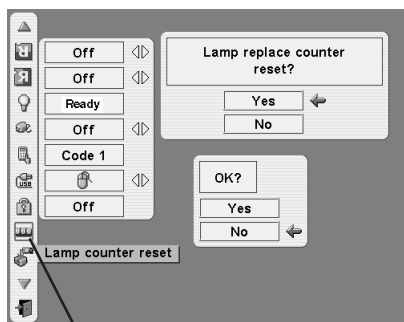 Off
Off
Ready
Off
Code 1
Off
USB
Lamp counter reset
Lamp replace counter
reset?
Yes
No
OK?
Yes
No